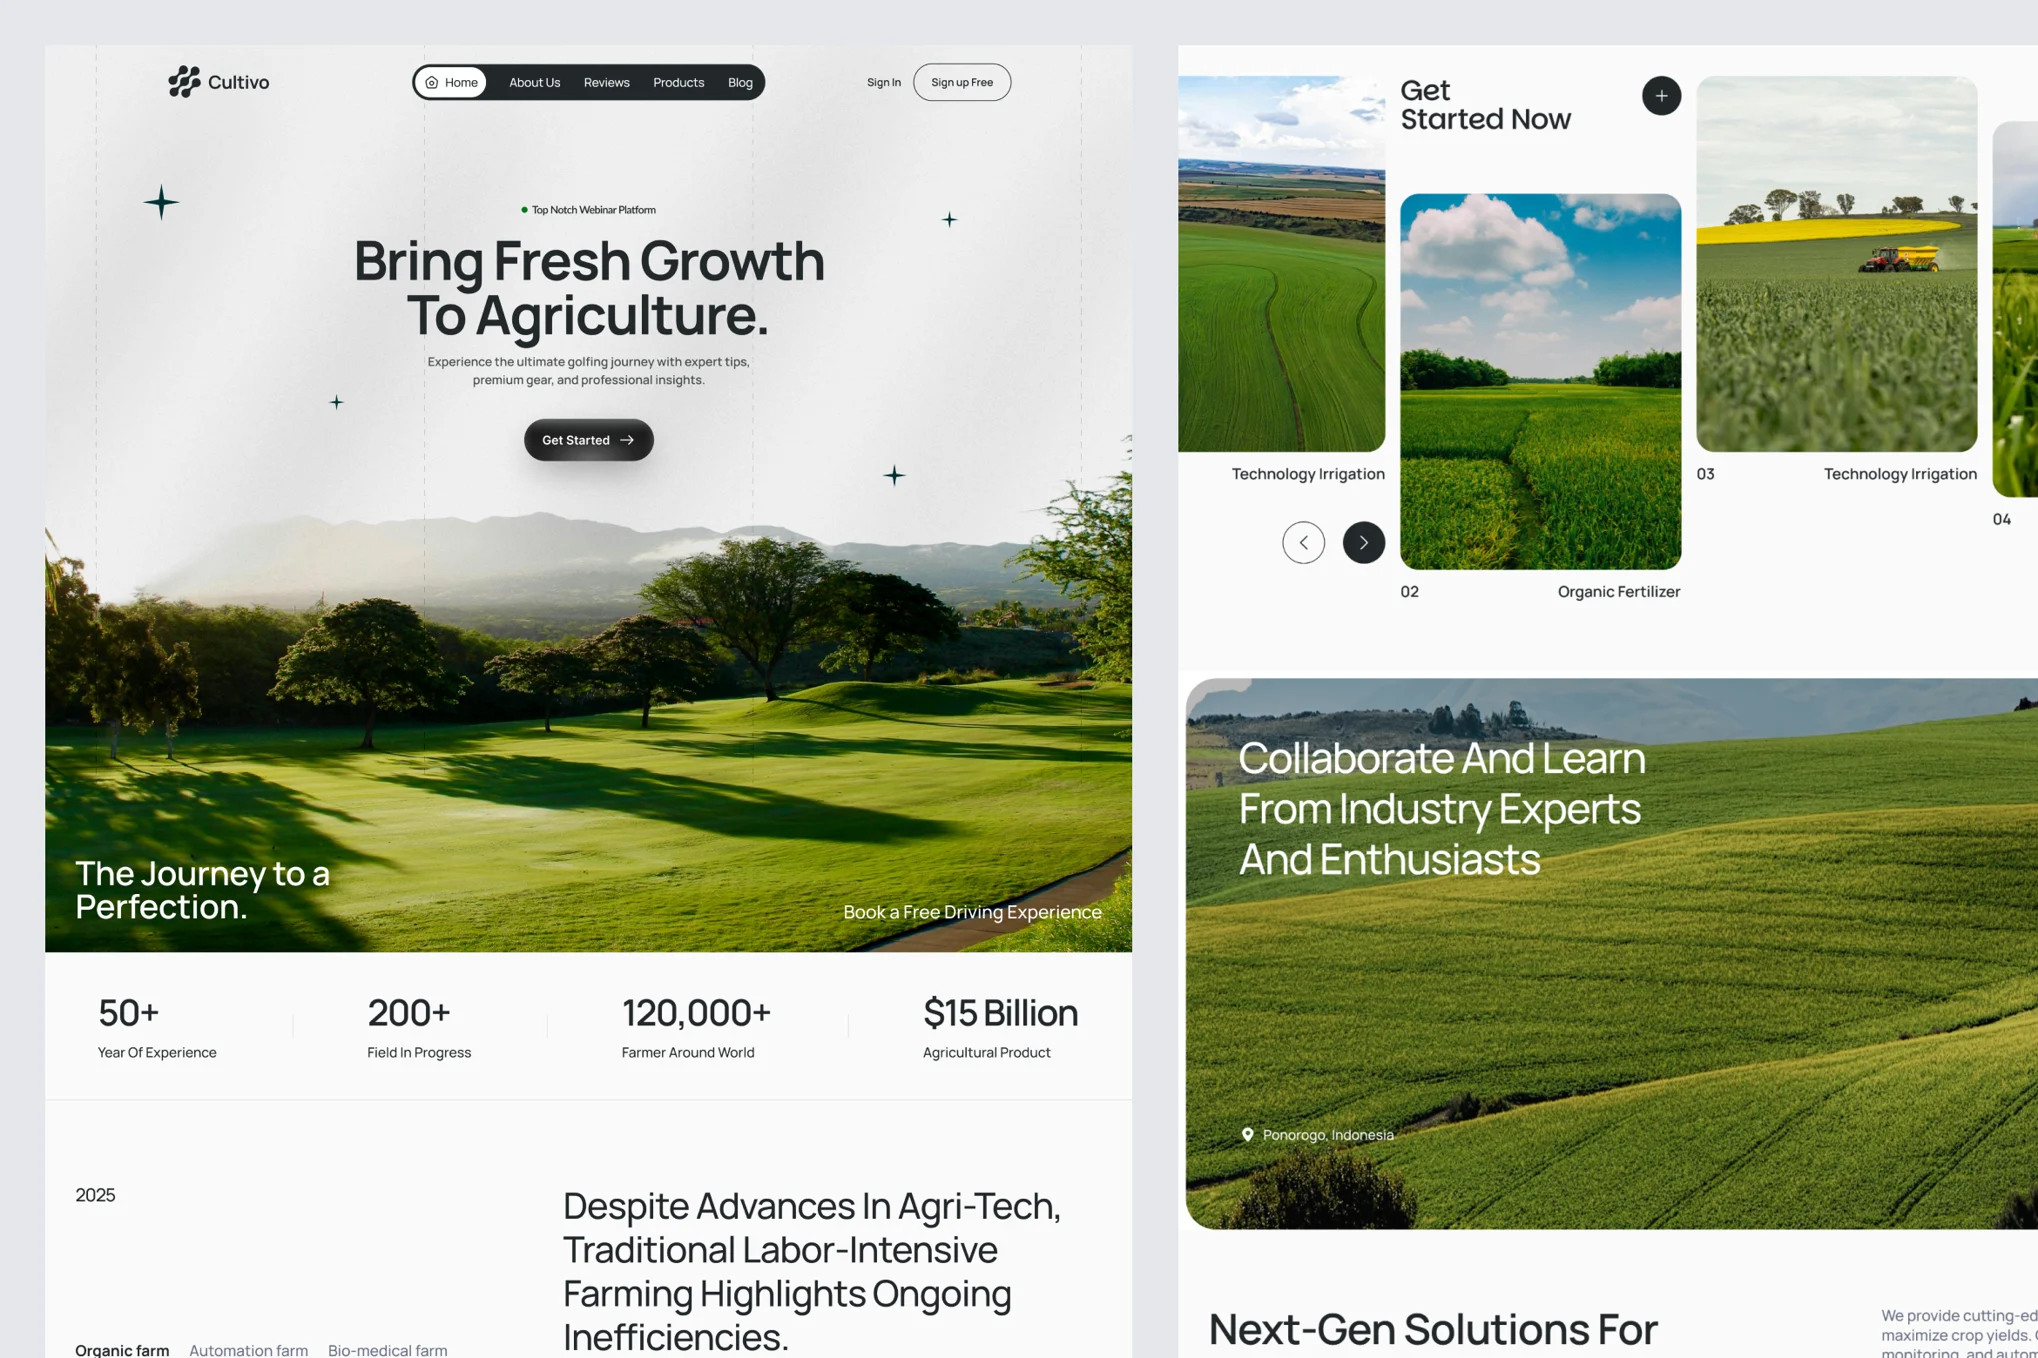 Cultivo
Home
About Us
Reviews
Products
Blog
Sign In
Sign up Free
Top Notch Webinar Platform
Bring Fresh Growth
To Agriculture.
Experience the ultimate golfing journey with expert tips,
premium gear, and professional insights.
Get Started
The Journey to a
Perfection.
Book a Free Driving Experience
50+
Year Of Experience
200+
Field In Progress
120,000+
Farmer Around World
$15 Billion
Agricultural Product
2025
Despite Advances In Agri-Tech,
Traditional Labor-Intensive
Farming Highlights Ongoing
Inefficiencies.
Organic farm
Automation farm
Bio-medical farm
Get
Started Now
Technology Irrigation
02
Organic Fertilizer
03
Technology Irrigation
04
Collaborate And Learn
From Industry Experts
And Enthusiasts
Ponorogo, Indonesia
Next-Gen Solutions For
We provide cutting-ed
maximize crop yields.
monitoring, and autom